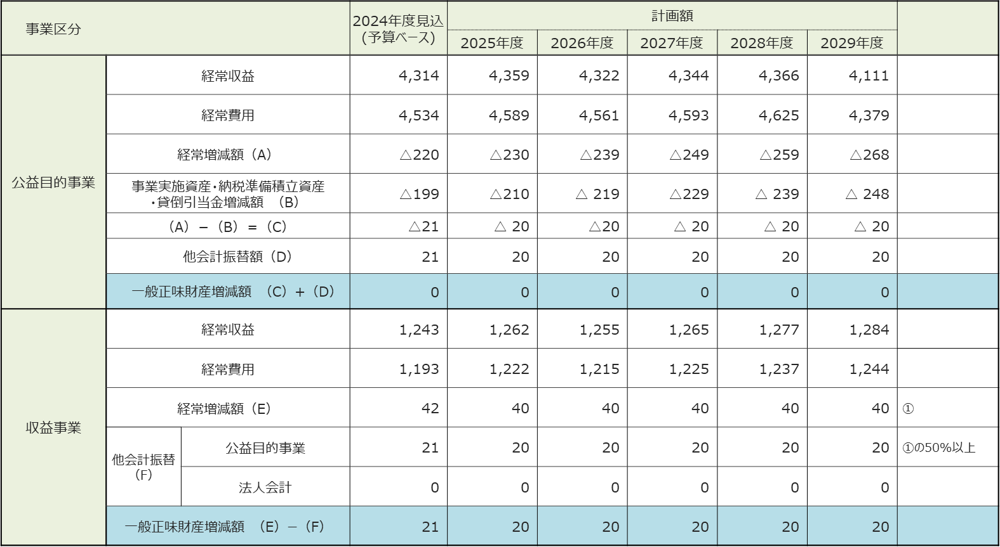 事業区分 2024年度見込 計画額
(予算ベース) 2025年度 2026年度 2027年度 2028年度 2029年度
公益目的事業
経常収益 4,314 4,359 4,322 4,344 4,366 4,111
経常費用 4,534 4,589 4,561 4,593 4,625 4,379
経常増減額（A） △220 △230 △239 △249 △259 △268
事業実施資産・納税準備積立資産
・貸倒引当金増減額 （B） △199 △210 △ 219 △229 △ 239 △ 248
（A）－（B）＝（C） △21 △ 20 △20 △ 20 △ 20 △ 20
他会計振替額（D） 21 20 20 20 20 20
一般正味財産増減額 （C）＋（D） 0 0 0 0 0 0
収益事業
経常収益 1,243 1,262 1,255 1,265 1,277 1,284
経常費用 1,193 1,222 1,215 1,225 1,237 1,244
経常増減額（E） 42 40 40 40 40 40 ①
他会計振替
（F）
公益目的事業 21 20 20 20 20 20 ①の50%以上
法人会計 0 0 0 0 0 0
一般正味財産増減額 （E）－（F） 21 20 20 20 20 20